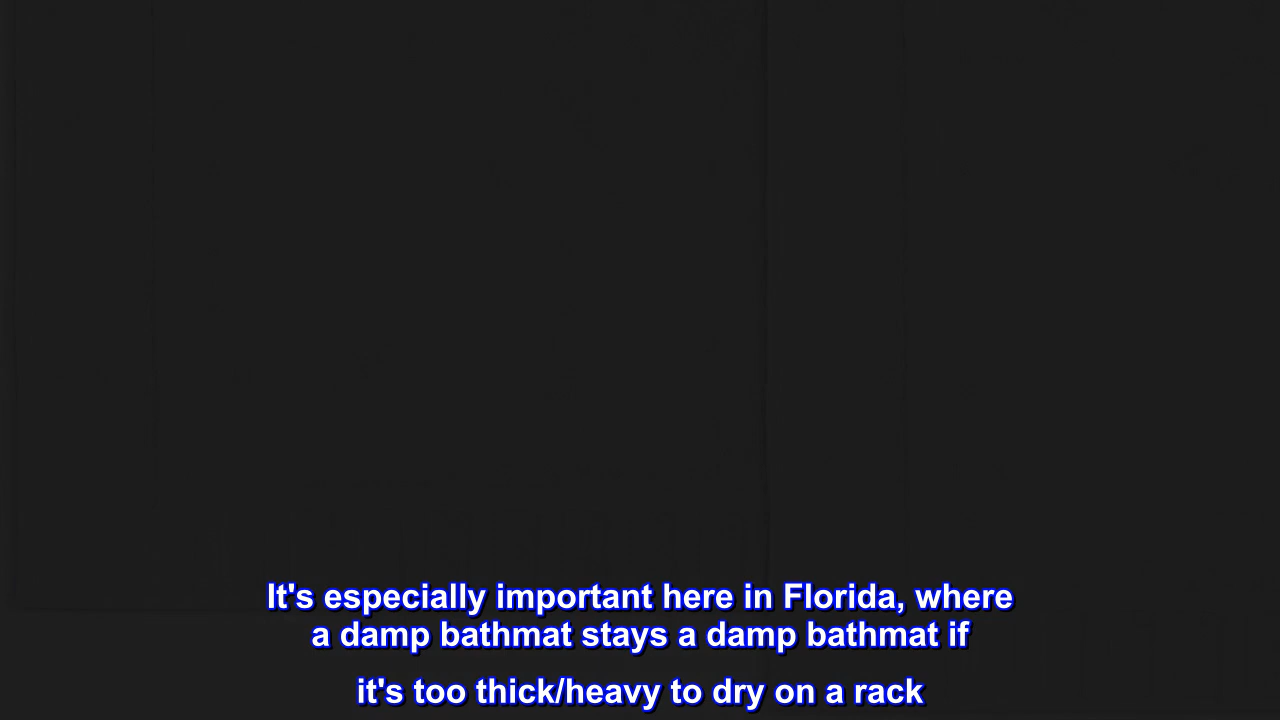 It's especially important here in Florida, where
a damp bathmat stays a damp bathmat if
it's too thick/heavy to dry on a rack